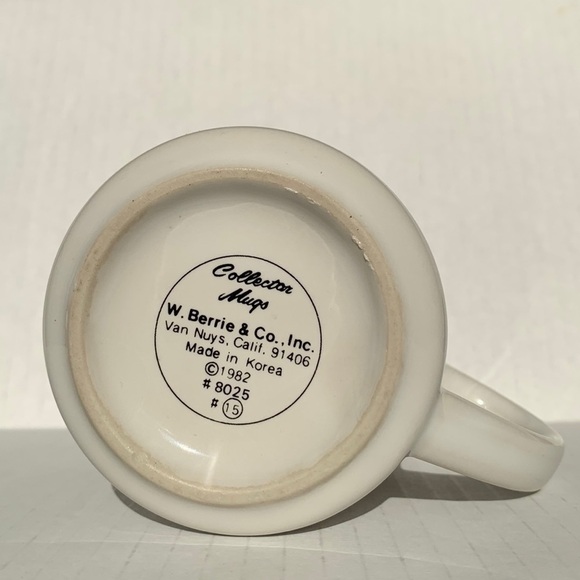 Collector
Mugs
W. Berrie & Co., Inc.
Van Nuys, Calif. 91406
Made in Korea
©1982
# 8025
# 15